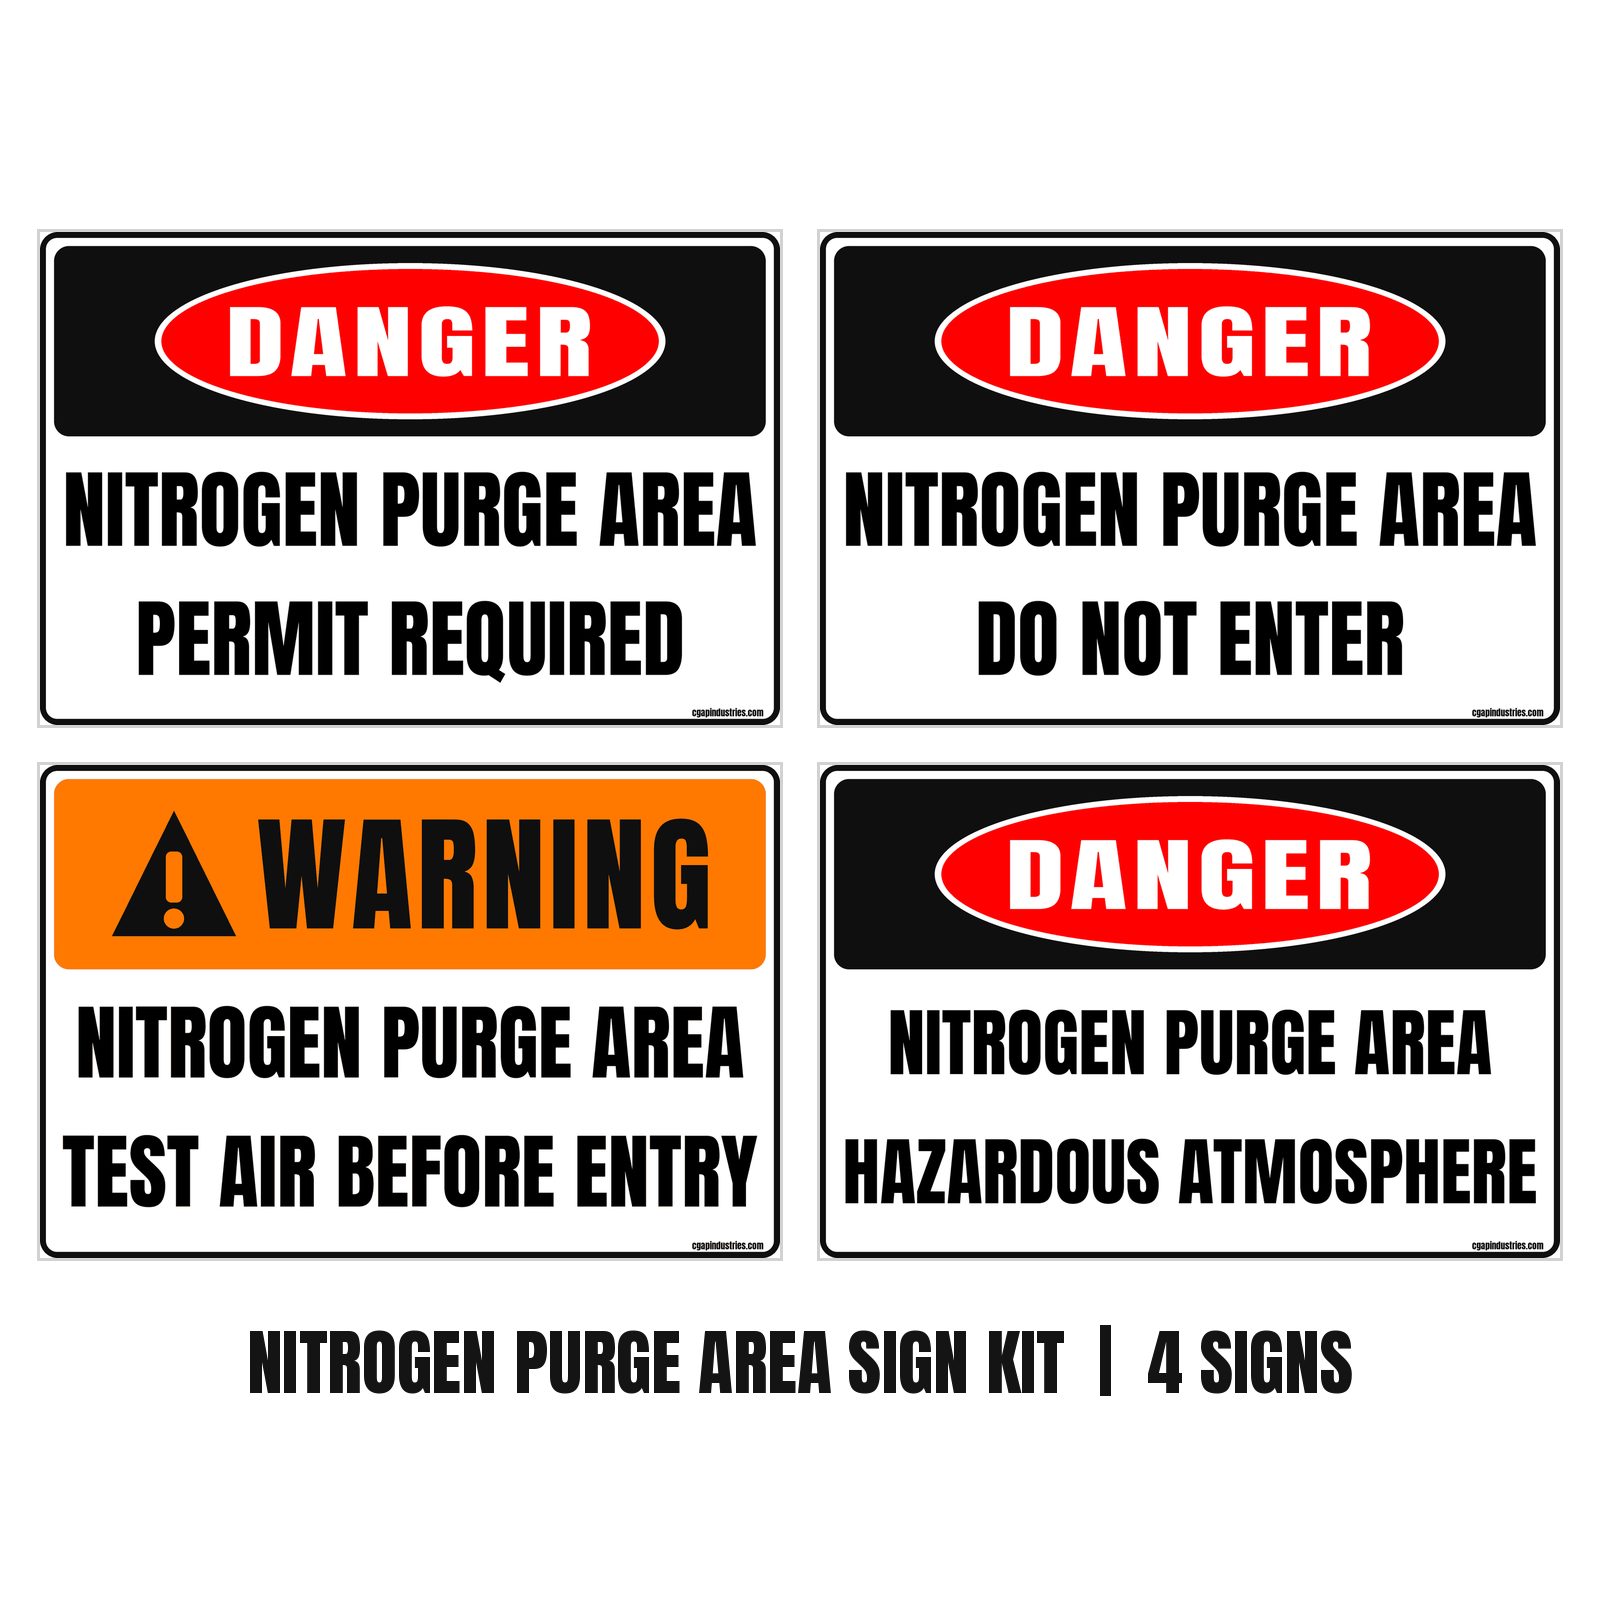 DANGER
NITROGEN PURGE AREA
PERMIT REQUIRED
cgapindustries.com
DANGER
NITROGEN PURGE AREA
DO NOT ENTER
cgapindustries.com
WARNING
NITROGEN PURGE AREA
TEST AIR BEFORE ENTRY
cgapindustries.com
DANGER
NITROGEN PURGE AREA
HAZARDOUS ATMOSPHERE
cgapindustries.com
NITROGEN PURGE AREA SIGN KIT | 4 SIGNS